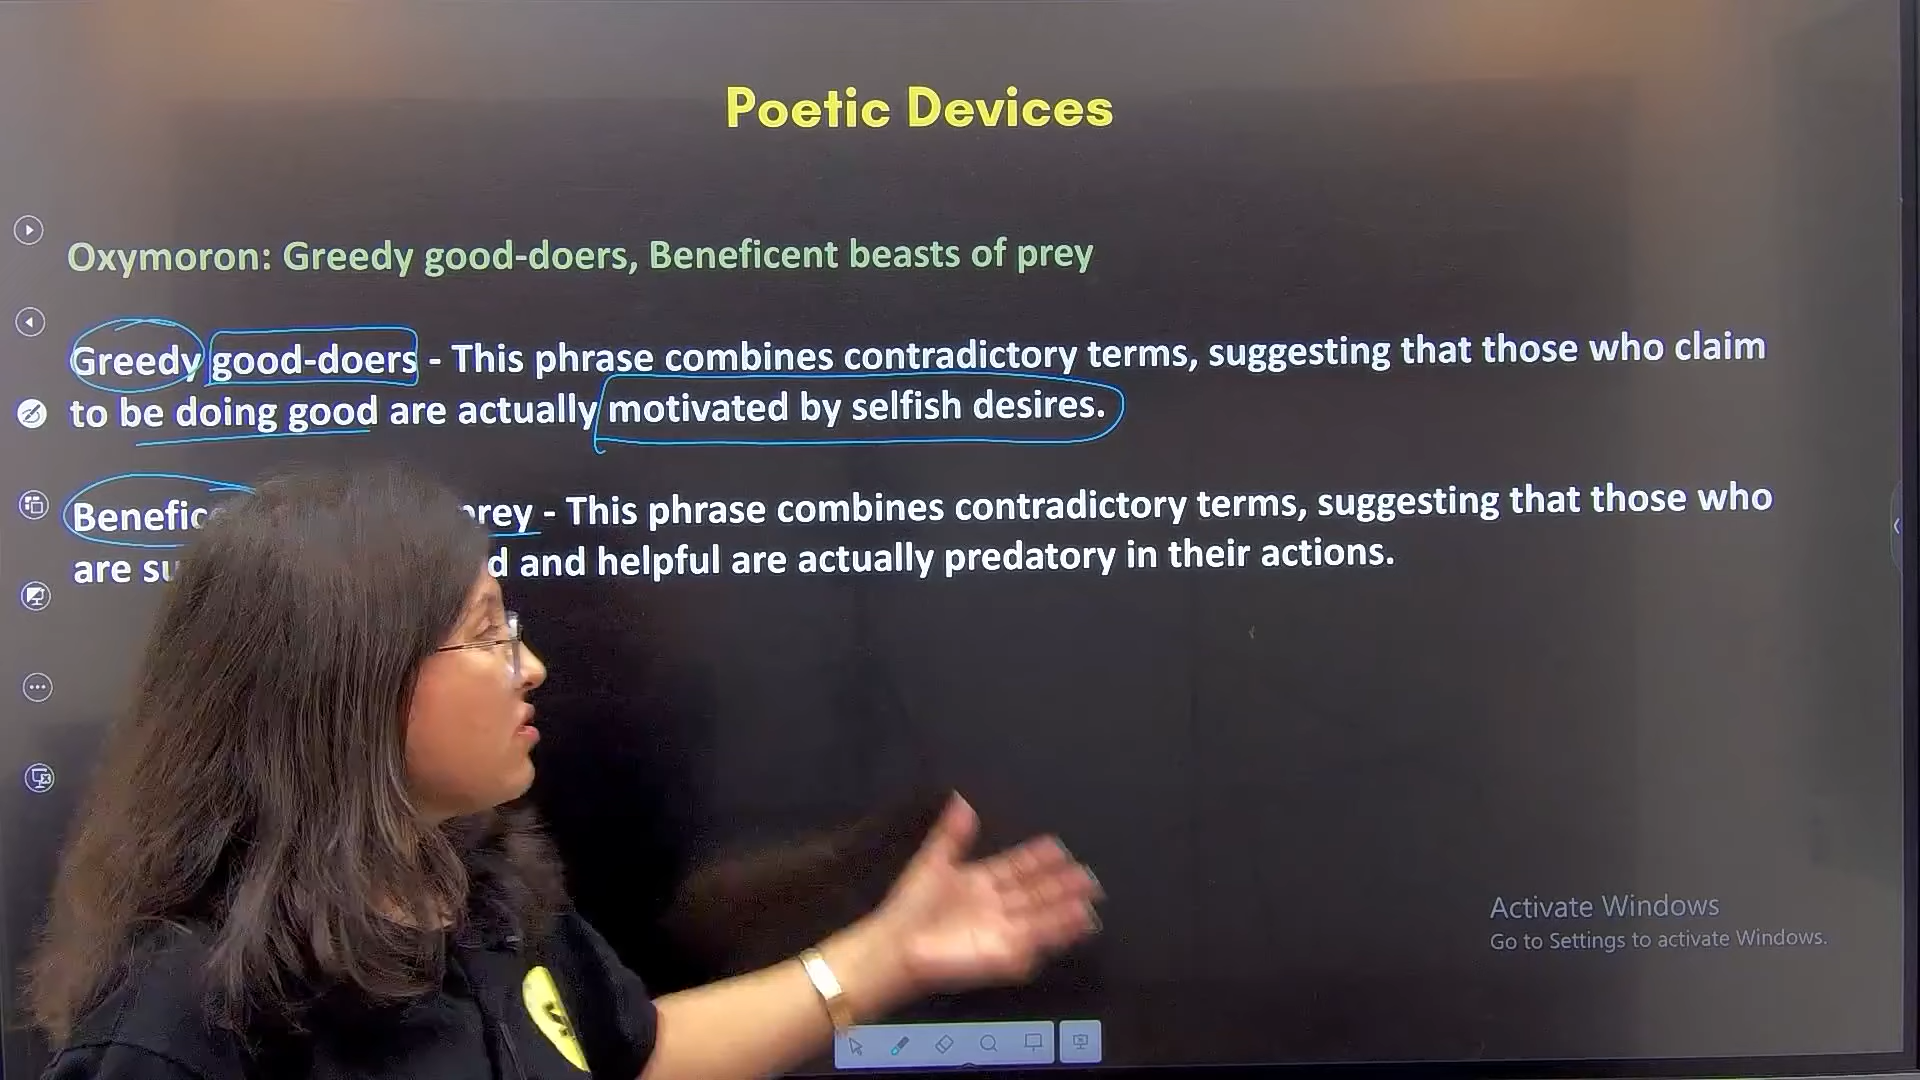 Poetic Devices
Oxymoron: Greedy good-doers, Beneficent beasts of prey
Greedy good-doers - This phrase combines contradictory terms, suggesting that those who claim
to be doing good are actually motivated by selfish desires.
prey - This phrase combines contradictory terms, suggesting that those who
are and helpful are actually predatory in their actions.
Activate Windows
Go to Settings to activate Windows.